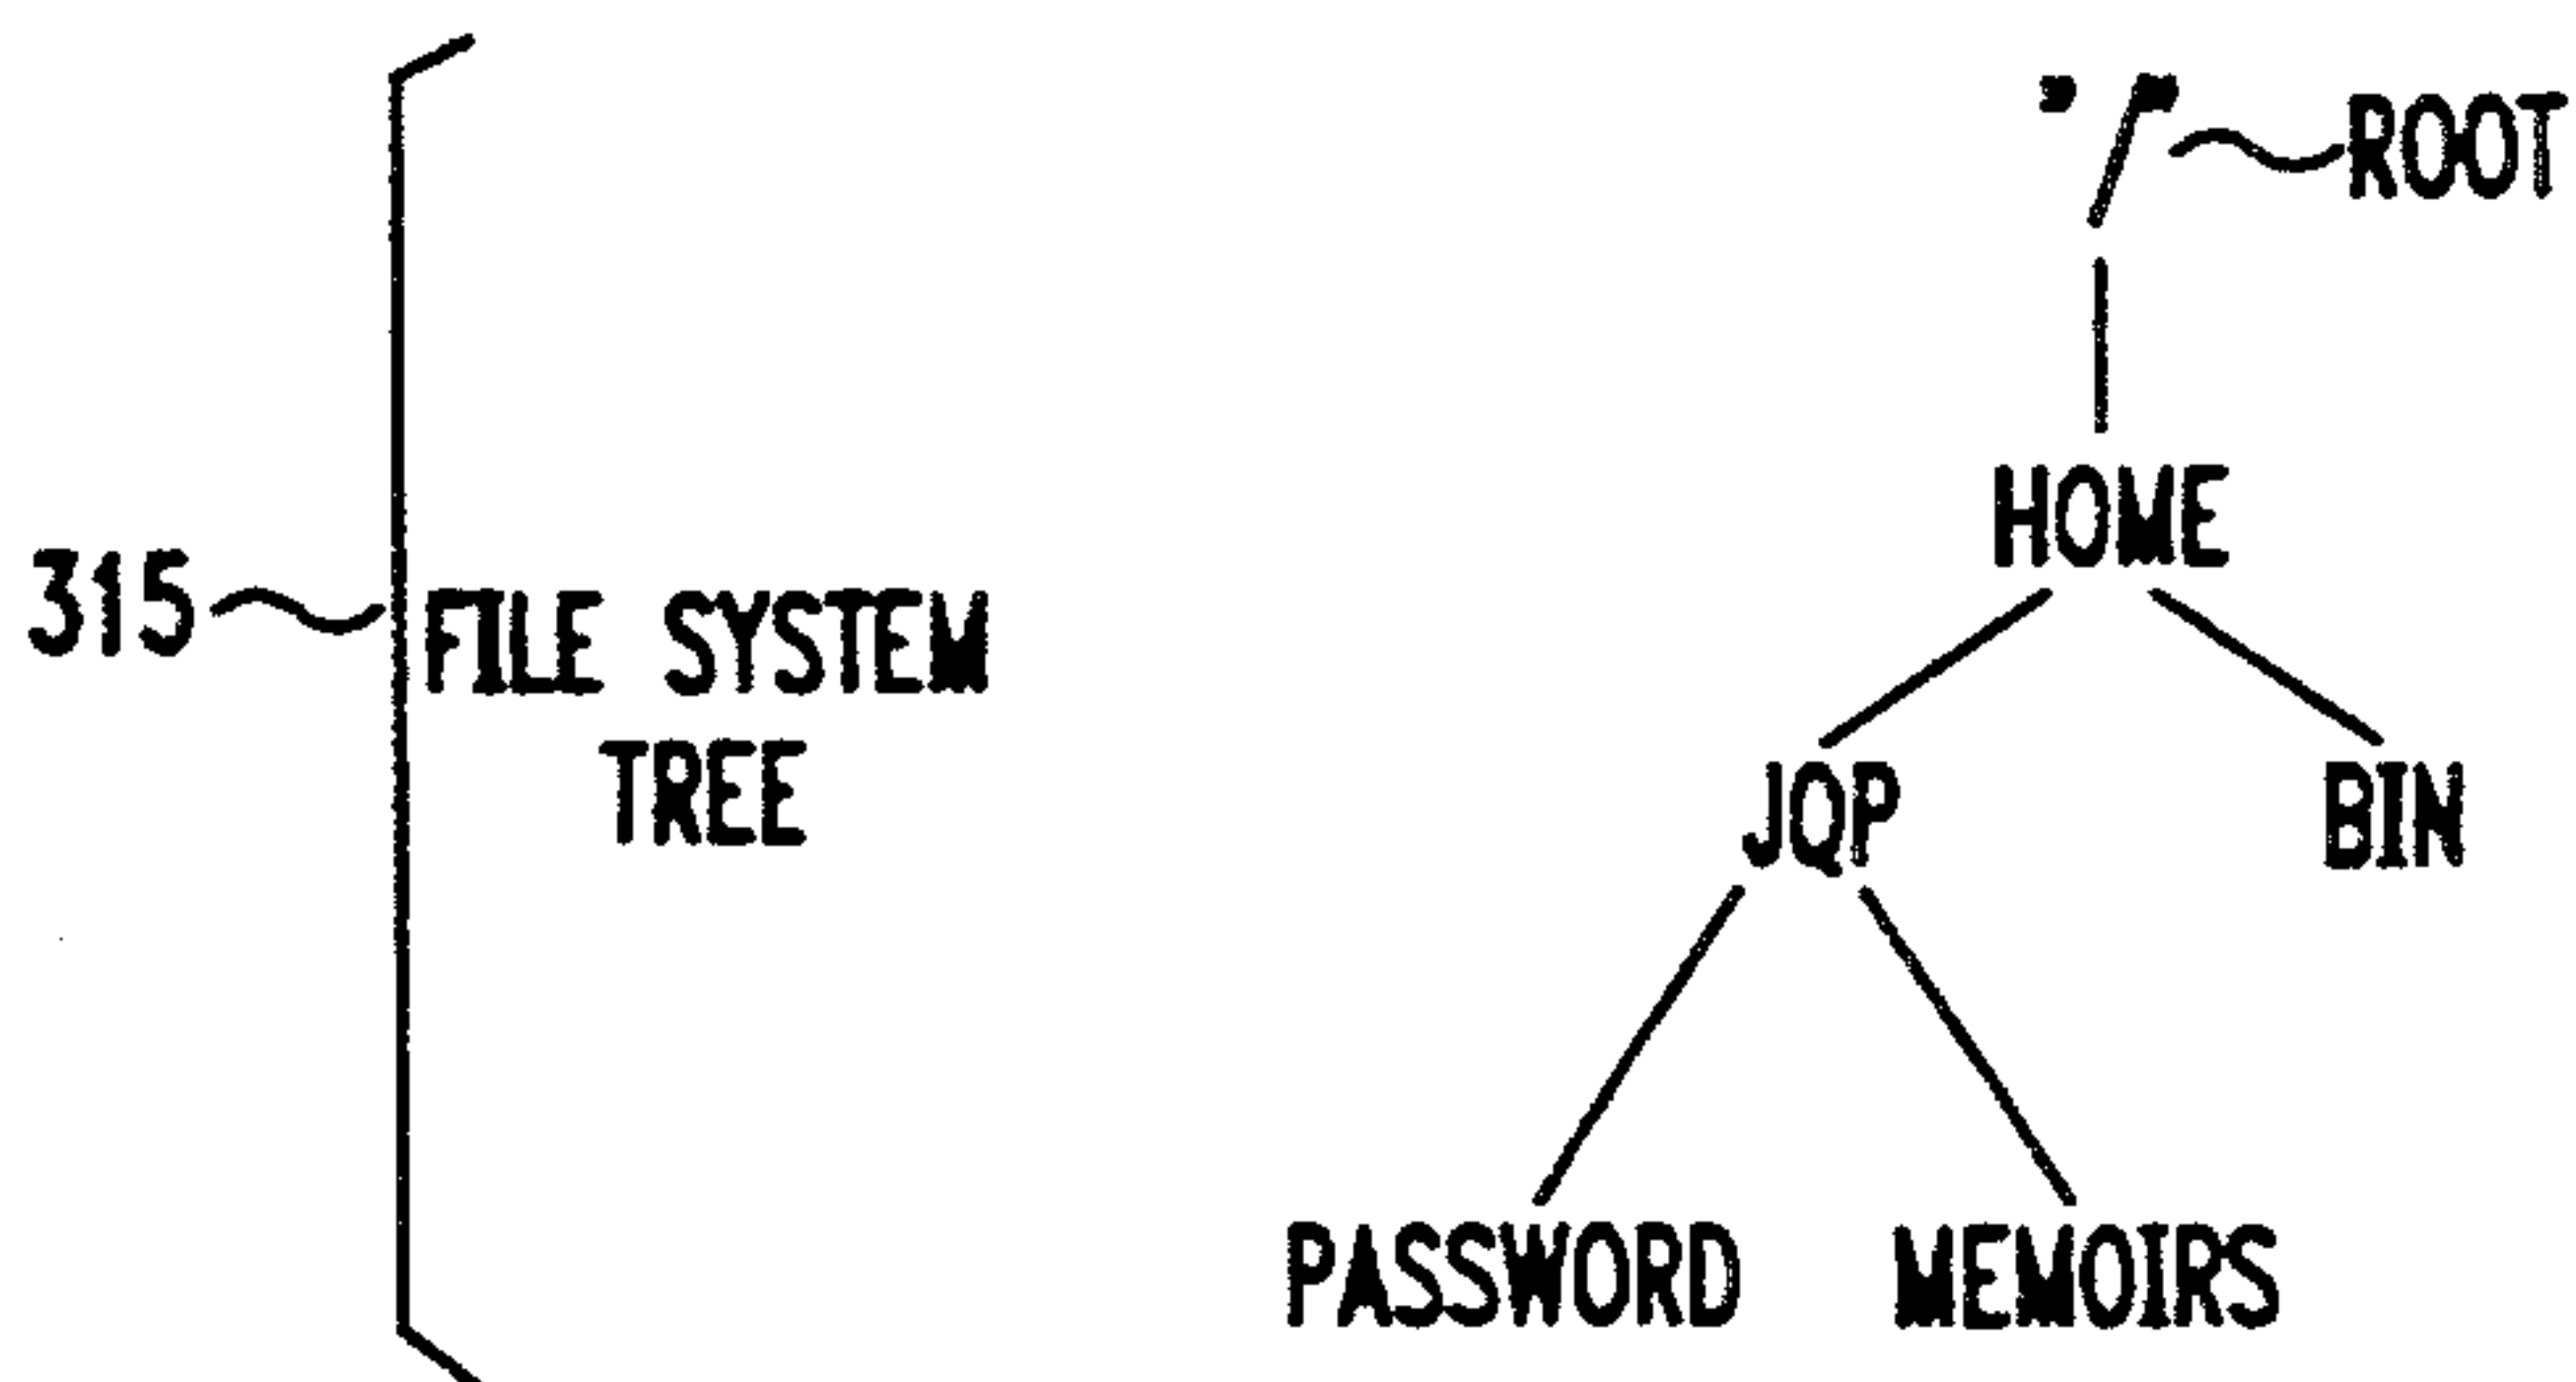 "/" ROOT
HOME
315 FILE SYSTEM
TREE
JQP BIN
PASSWORD MEMOIRS